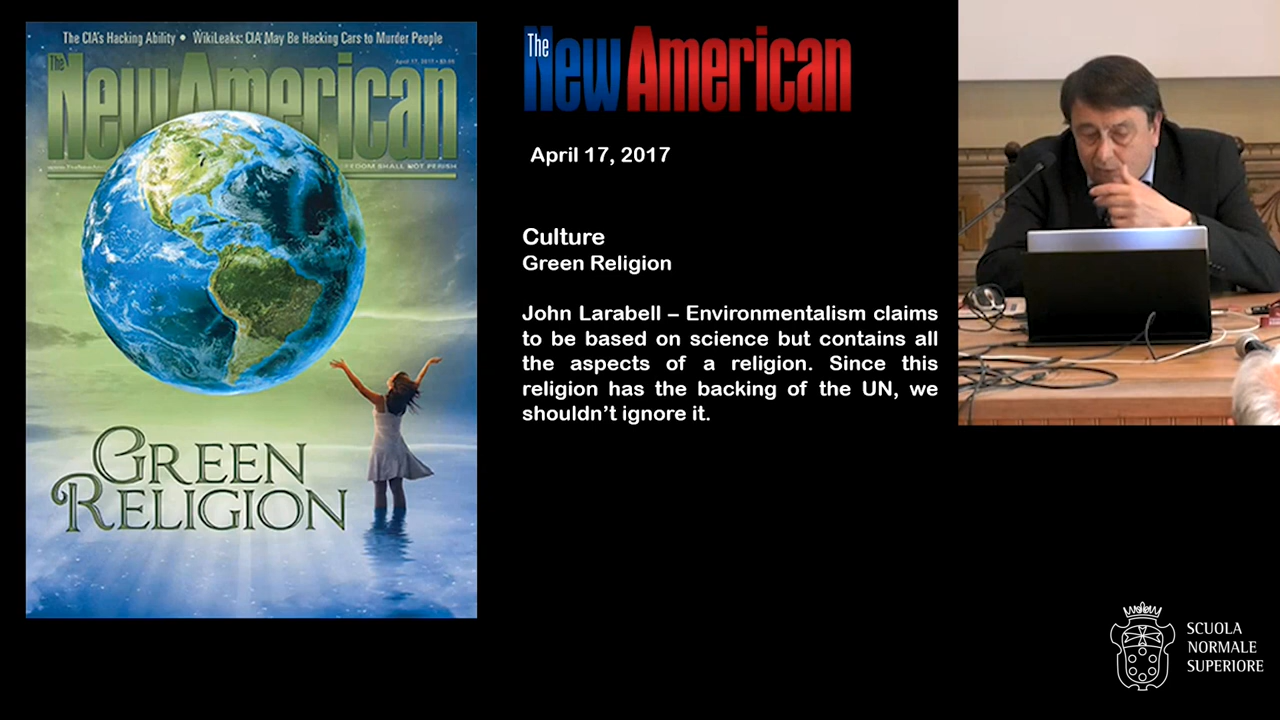 The CIA's Hacking Ability • WikiLeaks: CIA May Be Hacking Cars to Murder People
The New American
April 17, 2017 •
EDOM SHALL NOT PERISH
GREEN
RELIGION
The New American
April 17, 2017
Culture
Green Religion
John Larabell – Environmentalism claims
to be based on science but contains all
the aspects of a religion. Since this
religion has the backing of the UN, we
shouldn't ignore it.
SCUOLA
NORMALE
SUPERIORE